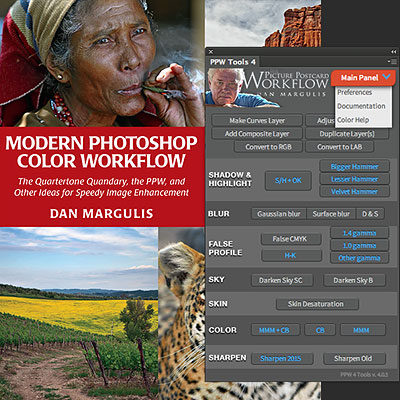 MODERN PHOTOSHOP
COLOR WORKFLOW
The Quartertone Quandary, the PPW, and
Other Ideas for Speedy Image Enhancement
DAN MARGULIS
PPW Tools 4
PICTURE POSTCARD
WORKFLOW
DAN MARGULIS
Main Panel
Preferences
Documentation
Color Help
Make Curves Layer
Adjus
Add Composite Layer
Duplicate Layer(s)
Convert to RGB
Convert to LAB
SHADOW &
HIGHLIGHT
S/H + OK
Bigger Hammer
Lesser Hammer
Velvet Hammer
BLUR
Gaussian blur
Surface blur
D & S
FALSE
PROFILE
False CMYK
H-K
1.4 gamma
1.0 gamma
Other gamma
SKY
Darken Sky SC
Darken Sky B
SKIN
Skin Desaturation
COLOR
MMM + CB
CB
MMM
SHARPEN
Sharpen 2015
Sharpen Old
PPW 4 Tools v. 4.0.5